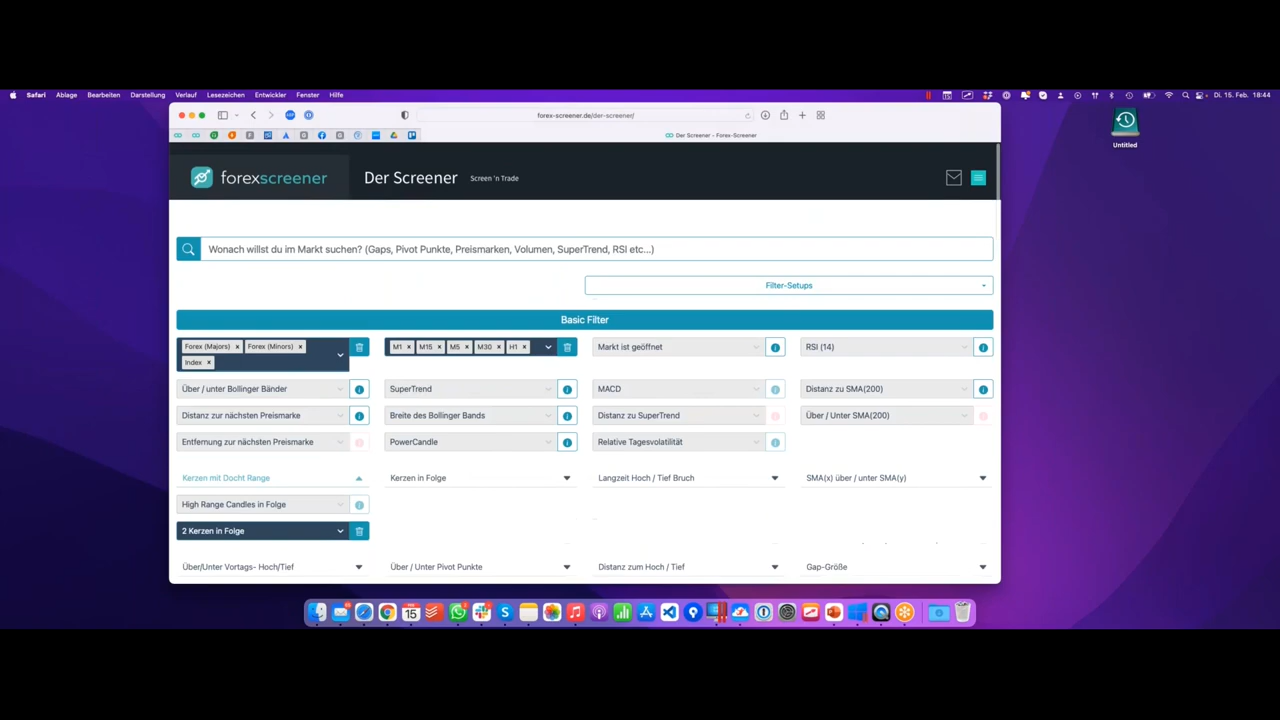 Safari Ablage Bearbeiten Darstellung Verlauf Lesezeichen Entwickler Fenster Hilfe
Di. 15. Feb. 18:44
forex-screener.de/der-screener/
Der Screener - Forex-Screener
Untitled
forexscreener Der Screener Screen 'n Trade
Wonach willst du im Markt suchen? (Gaps, Pivot Punkte, Preismarken, Volumen, SuperTrend, RSI etc...)
Filter-Setups
Basic Filter
Forex (Majors) × Forex (Minors) × M1 × M15 × M5 × M30 × H1 × Markt ist geöffnet RSI (14)
Index ×
Über / unter Bollinger Bänder SuperTrend MACD Distanz zu SMA(200)
Distanz zur nächsten Preismarke Breite des Bollinger Bands Distanz zu SuperTrend Über / Unter SMA(200)
Entfernung zur nächsten Preismarke PowerCandle Relative Tagesvolatilität
Kerzen mit Docht Range Kerzen in Folge Langzeit Hoch / Tief Bruch SMA(x) über / unter SMA(y)
High Range Candles in Folge
2 Kerzen in Folge
Über/Unter Vortags- Hoch/Tief Über / Unter Pivot Punkte Distanz zum Hoch / Tief Gap-Größe
15